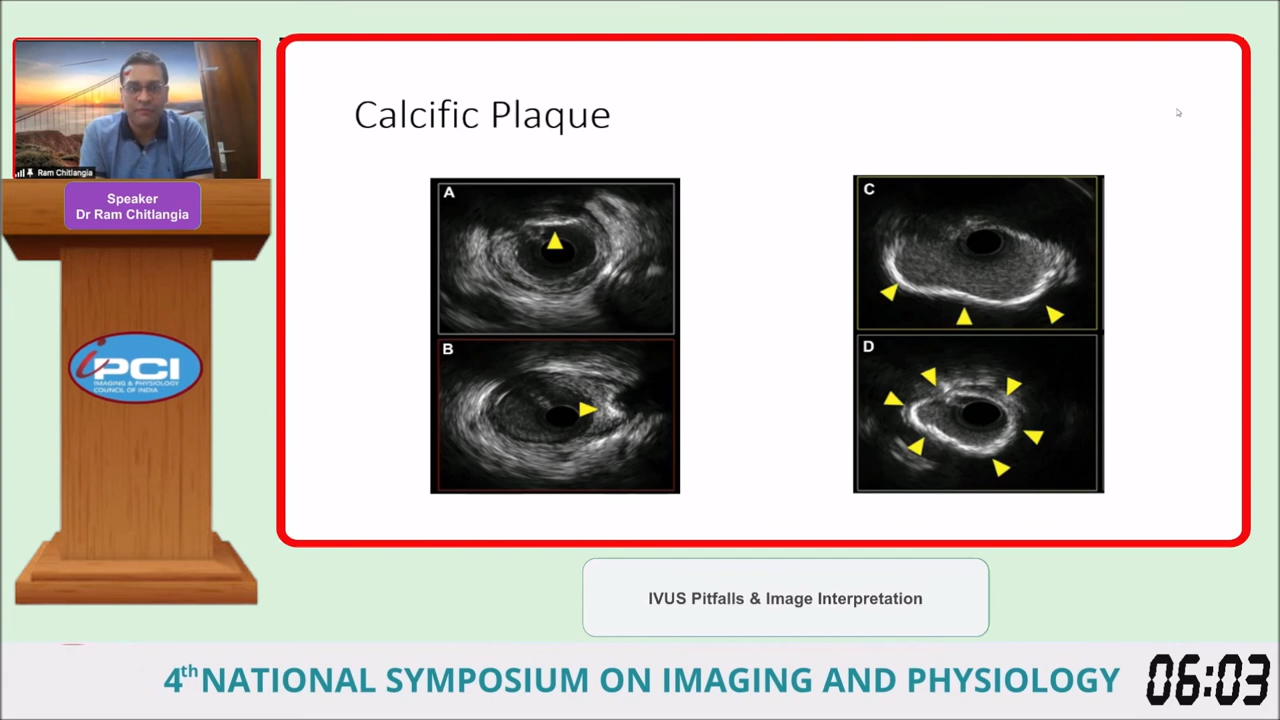 Ram Chitlangia
Speaker
Dr Ram Chitlangia
iPCI
IMAGING & PHYSIOLOGY
COUNCIL OF INDIA
Calcific Plaque
A
B
C
D
IVUS Pitfalls & Image Interpretation
4th NATIONAL SYMPOSIUM ON IMAGING AND PHYSIOLOGY
06:03